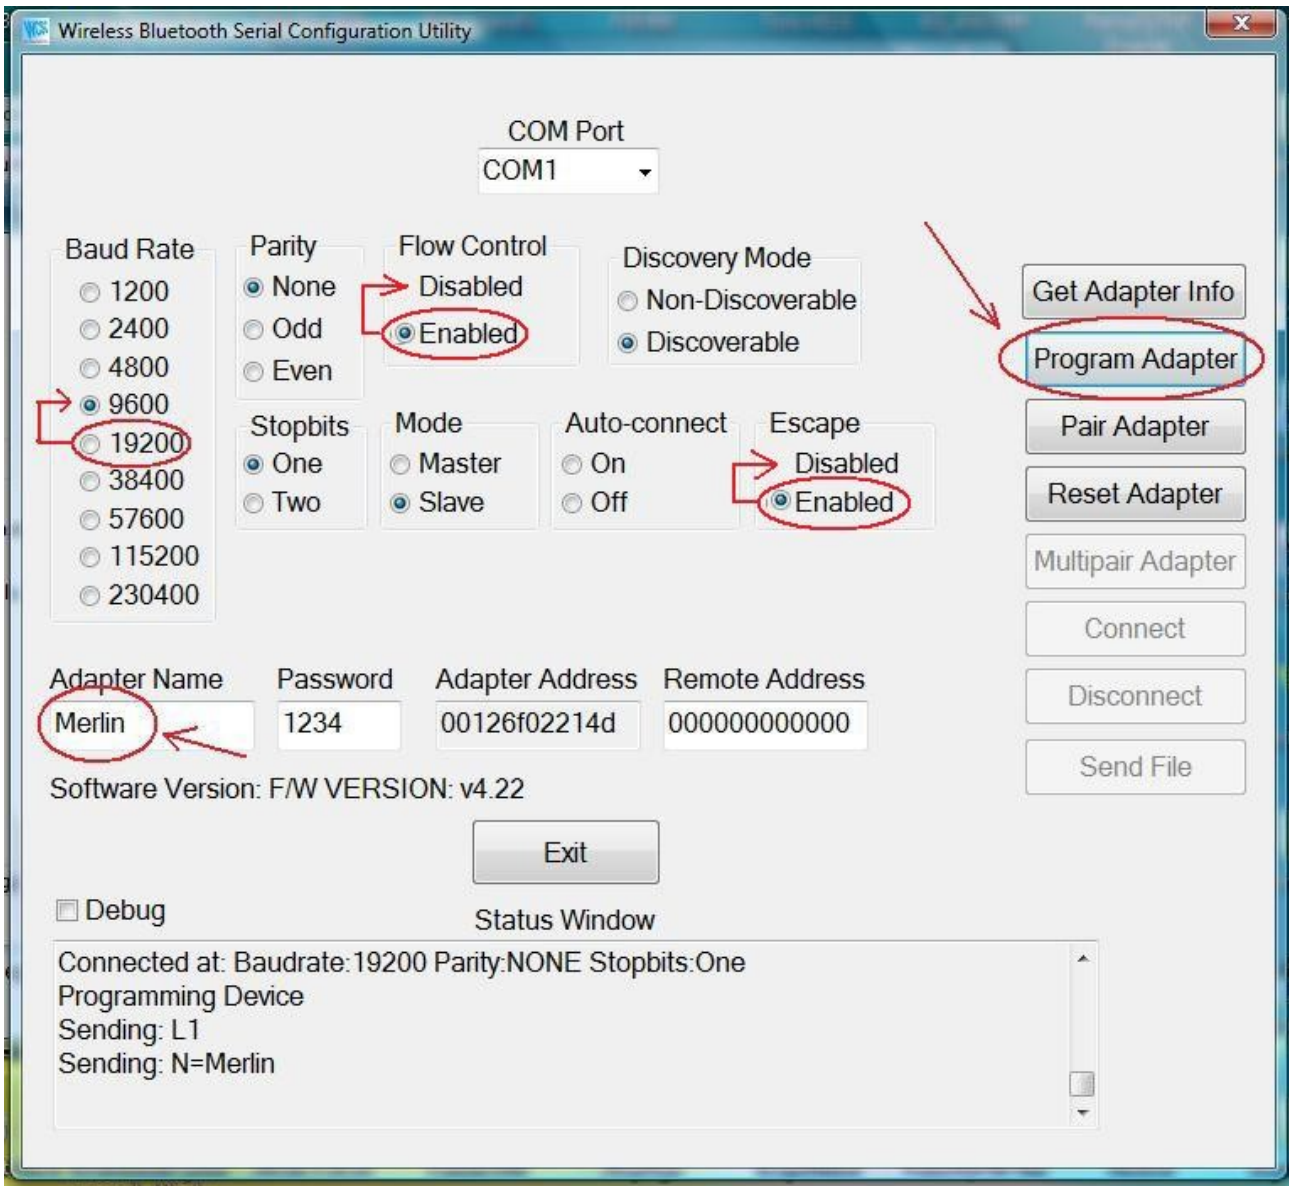 WCS Wireless Bluetooth Serial Configuration Utility
COM Port
COM1
Baud Rate
1200
2400
4800
9600
19200
38400
57600
115200
230400
Parity
None
Odd
Even
Flow Control
Disabled
Enabled
Discovery Mode
Non-Discoverable
Discoverable
Stopbits
One
Two
Mode
Master
Slave
Auto-connect
On
Off
Escape
Disabled
Enabled
Get Adapter Info
Program Adapter
Pair Adapter
Reset Adapter
Multipair Adapter
Connect
Disconnect
Send File
Adapter Name
Merlin
Password
1234
Adapter Address
00126f02214d
Remote Address
000000000000
Software Version: F/W VERSION: v4.22
Exit
Debug
Status Window
Connected at: Baudrate:19200 Parity:NONE Stopbits:One
Programming Device
Sending: L1
Sending: N=Merlin